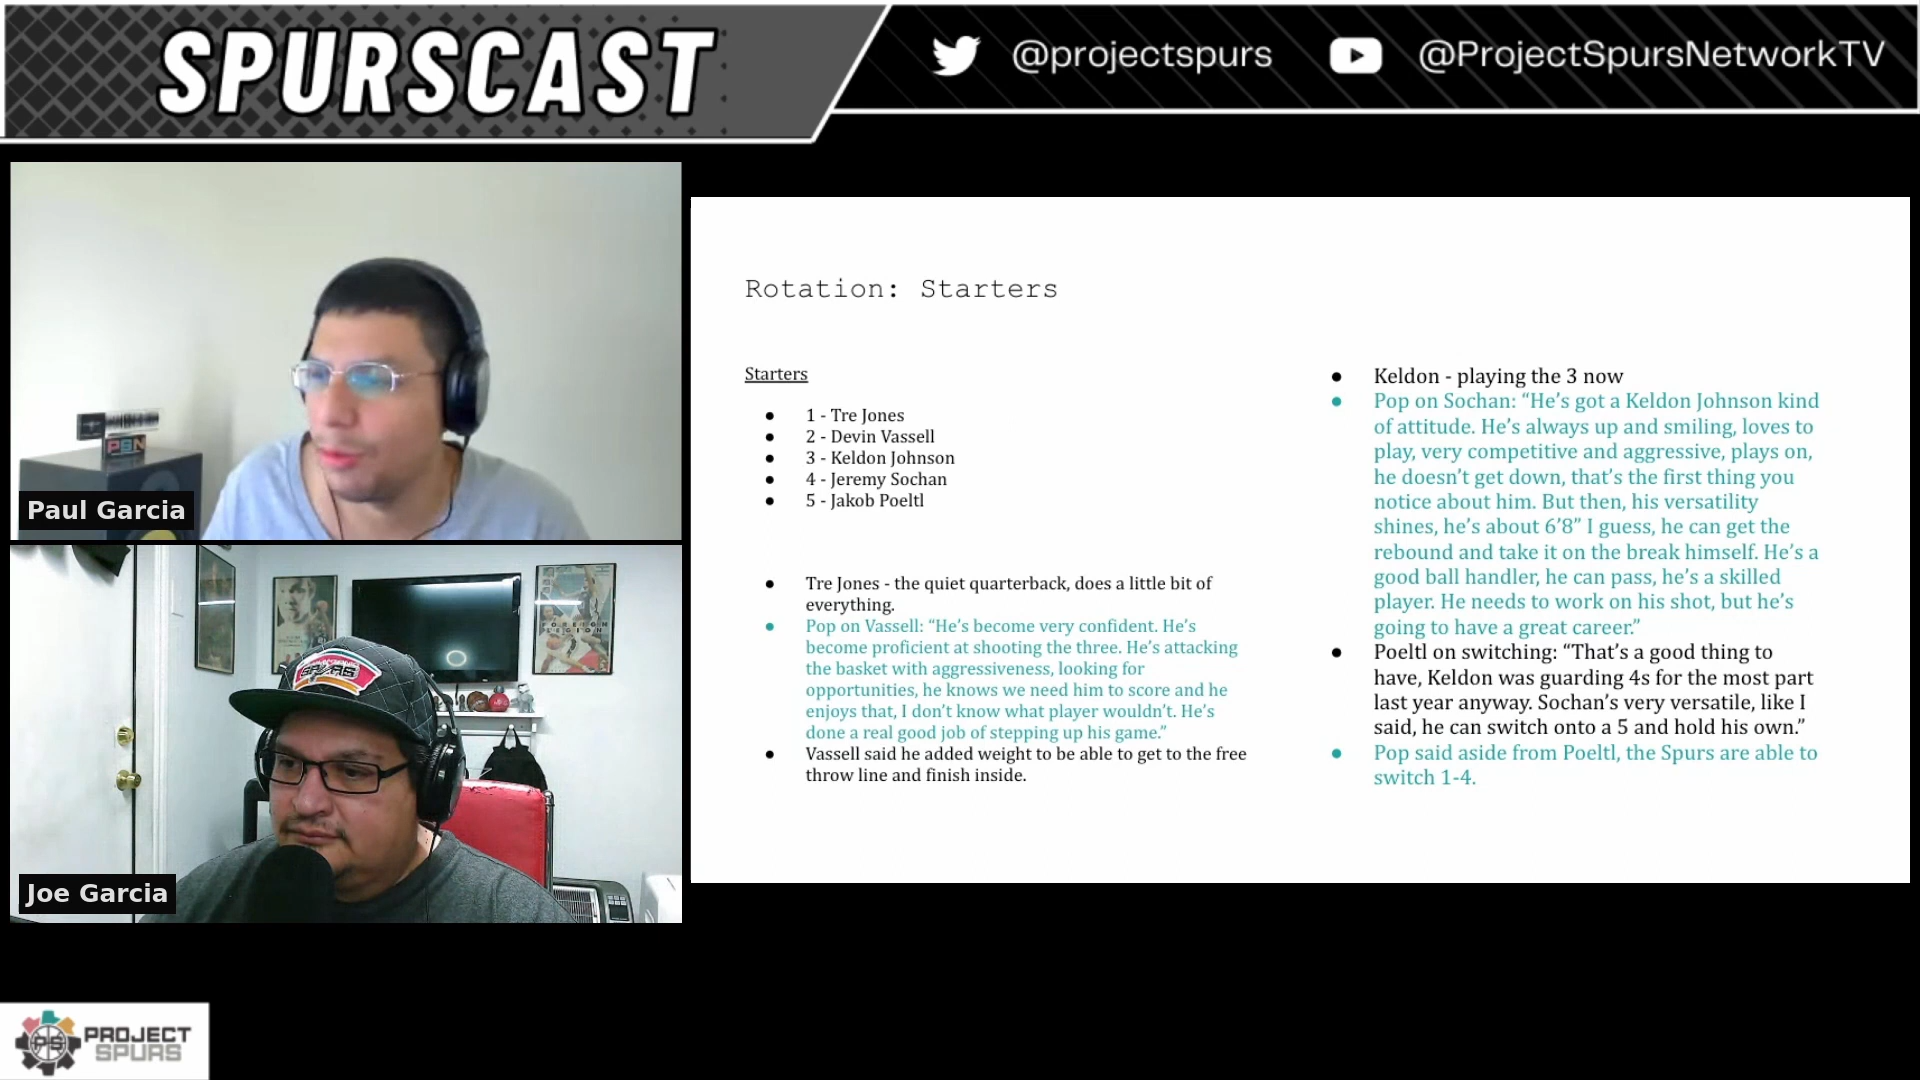 SPURSCAST
@projectspurs
@ProjectSpursNetworkTV
PSN
Paul Garcia
SPURS
FOREIGN
LEGION
Joe Garcia
Rotation: Starters
Starters
● 1 - Tre Jones
● 2 - Devin Vassell
● 3 - Keldon Johnson
● 4 - Jeremy Sochan
● 5 - Jakob Poeltl
● Tre Jones - the quiet quarterback, does a little bit of
everything.
● Pop on Vassell: “He’s become very confident. He’s
become proficient at shooting the three. He’s attacking
the basket with aggressiveness, looking for
opportunities, he knows we need him to score and he
enjoys that, I don’t know what player wouldn’t. He’s
done a real good job of stepping up his game.”
● Vassell said he added weight to be able to get to the free
throw line and finish inside.
● Keldon - playing the 3 now
● Pop on Sochan: “He’s got a Keldon Johnson kind
of attitude. He’s always up and smiling, loves to
play, very competitive and aggressive, plays on,
he doesn’t get down, that’s the first thing you
notice about him. But then, his versatility
shines, he’s about 6’8” I guess, he can get the
rebound and take it on the break himself. He’s a
good ball handler, he can pass, he’s a skilled
player. He needs to work on his shot, but he’s
going to have a great career.”
● Poeltl on switching: “That’s a good thing to
have, Keldon was guarding 4s for the most part
last year anyway. Sochan’s very versatile, like I
said, he can switch onto a 5 and hold his own.”
● Pop said aside from Poeltl, the Spurs are able to
switch 1-4.
PS
PROJECT
SPURS